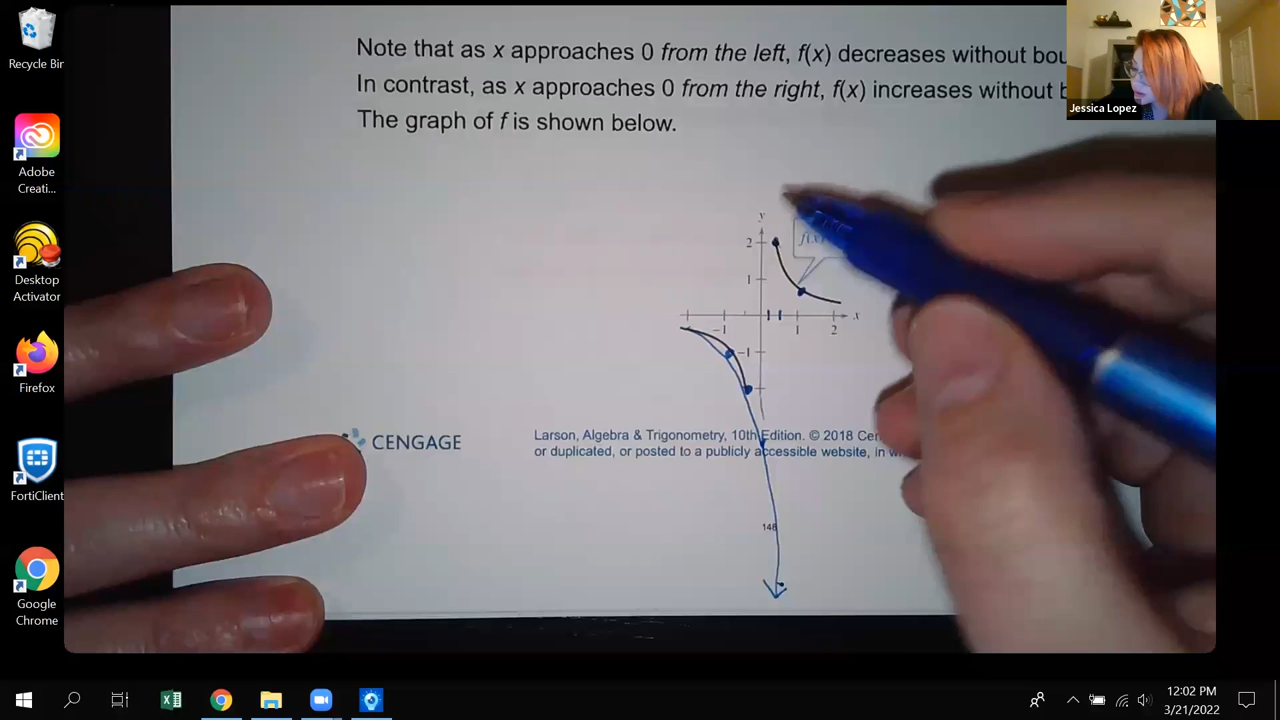 Recycle Bin
Adobe
Creati...
Desktop
Activator
Firefox
FortiClient
Google
Chrome
Note that as x approaches 0 from the left, f(x) decreases without bou
In contrast, as x approaches 0 from the right, f(x) increases without b
The graph of f is shown below.
Jessica Lopez
y
2
1
-1
1
2
x
-1
CENGAGE
Larson, Algebra & Trigonometry, 10th Edition. © 2018 Cen
or duplicated, or posted to a publicly accessible website, in w
148
12:02 PM
3/21/2022